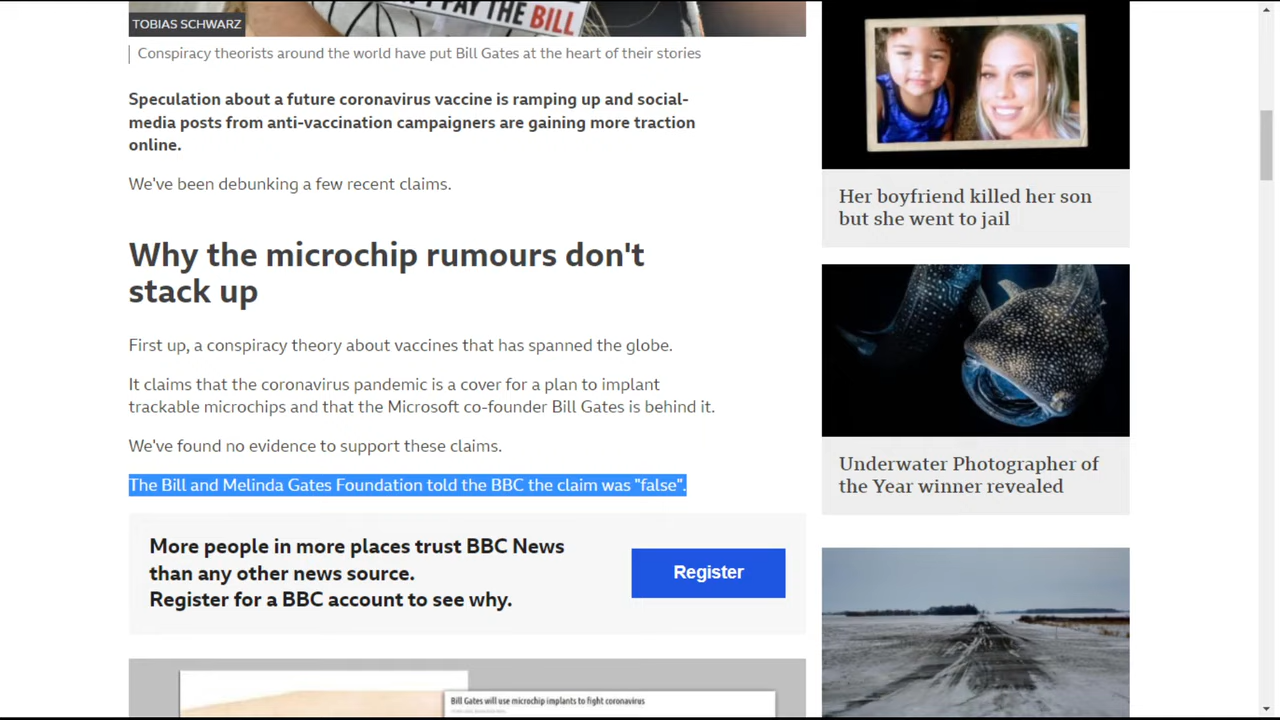 PAY THE BILL
TOBIAS SCHWARZ
Conspiracy theorists around the world have put Bill Gates at the heart of their stories
Speculation about a future coronavirus vaccine is ramping up and social-
media posts from anti-vaccination campaigners are gaining more traction
online.
We've been debunking a few recent claims.
Why the microchip rumours don't
stack up
First up, a conspiracy theory about vaccines that has spanned the globe.
It claims that the coronavirus pandemic is a cover for a plan to implant
trackable microchips and that the Microsoft co-founder Bill Gates is behind it.
We've found no evidence to support these claims.
The Bill and Melinda Gates Foundation told the BBC the claim was "false".
More people in more places trust BBC News
than any other news source.
Register for a BBC account to see why.
Register
Bill Gates will use microchip implants to fight coronavirus
Her boyfriend killed her son
but she went to jail
Underwater Photographer of
the Year winner revealed